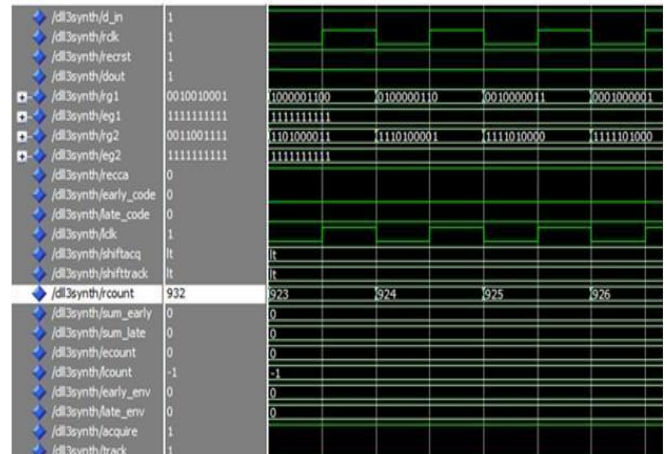 /dll3synth/d_in 1
/dll3synth/rclk 1
/dll3synth/recrst 1
/dll3synth/dout 1
/dll3synth/rg1 0010010001 1000001100 0100000110 0010000011 0001000001
/dll3synth/eg1 1111111111 1111111111
/dll3synth/rg2 0011001111 1101000011 1110100001 1111010000 1111101000
/dll3synth/eg2 1111111111 1111111111
/dll3synth/recca 0
/dll3synth/early_code 0
/dll3synth/late_code 0
/dll3synth/lclk 1
/dll3synth/shiftacq lt lt
/dll3synth/shifttrack lt lt
/dll3synth/rcount 932 923 924 925 926
/dll3synth/sum_early 0 0
/dll3synth/sum_late 0 0
/dll3synth/ecount 0 0
/dll3synth/lcount -1 -1
/dll3synth/early_env 0 0
/dll3synth/late_env 0 0
/dll3synth/acquire 1
/dll3synth/track 1